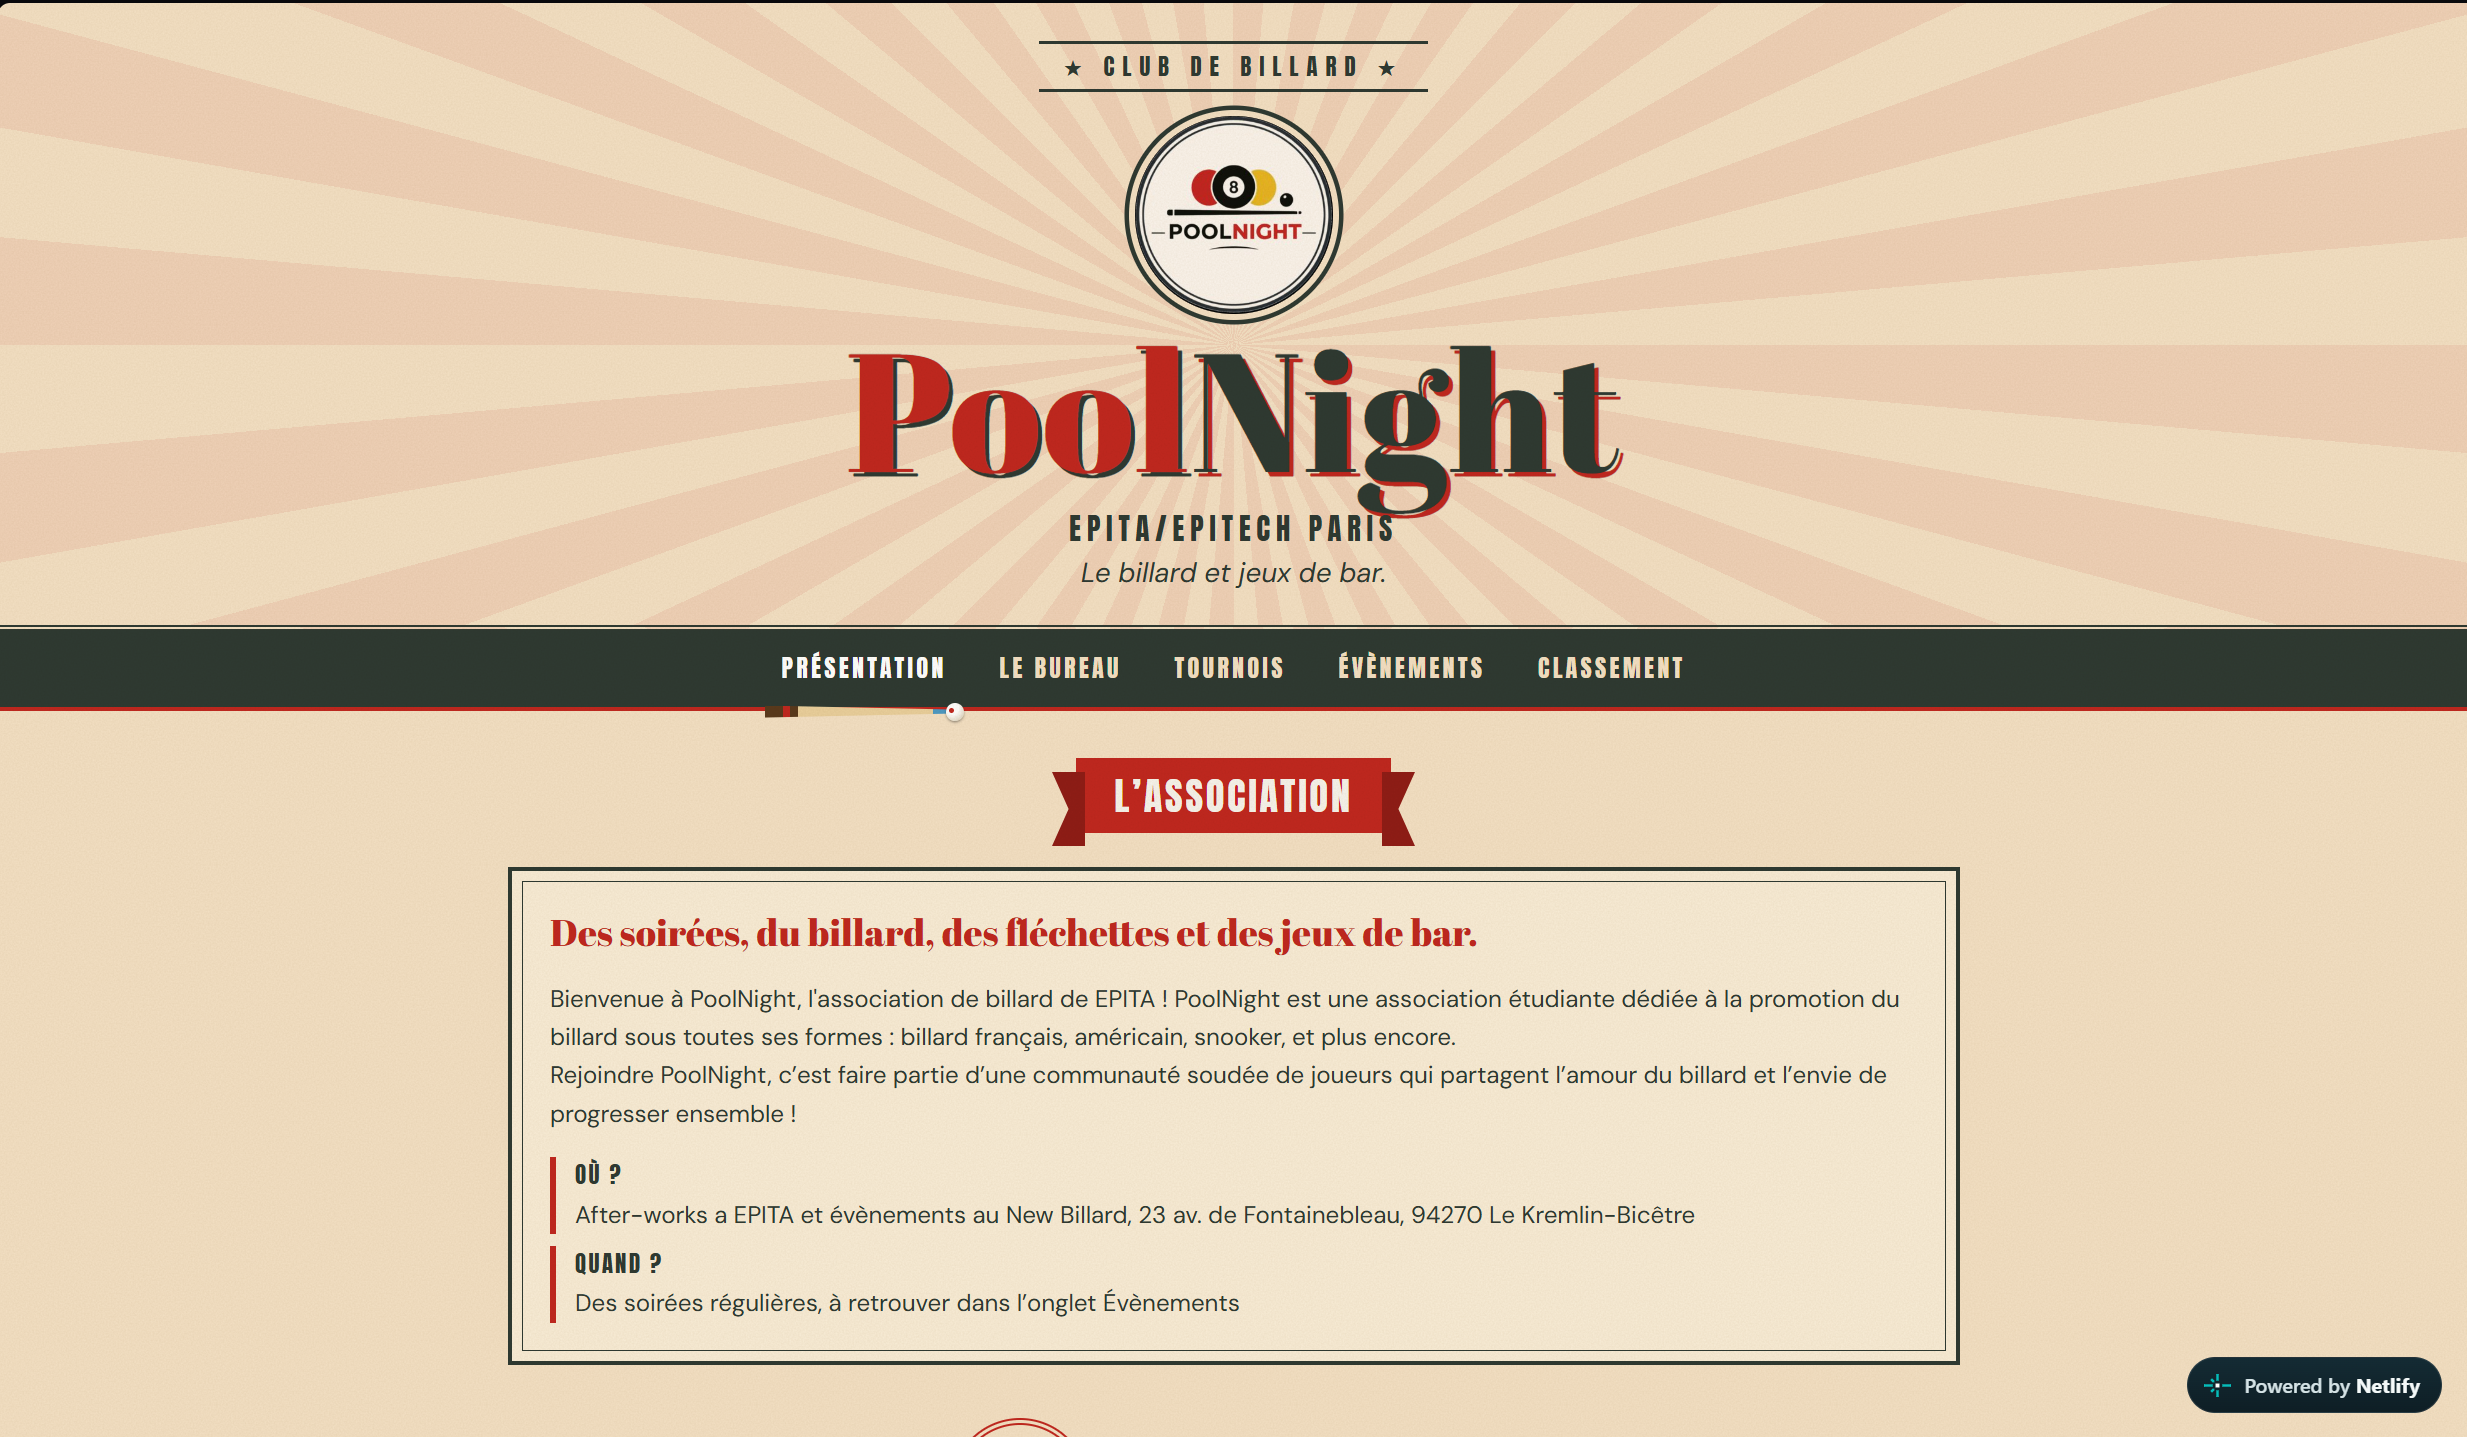 ★ CLUB DE BILLARD ★
8
POOLNIGHT
PoolNight
EPITA/EPITECH PARIS
Le billard et jeux de bar.
PRÉSENTATION LE BUREAU TOURNOIS ÉVÈNEMENTS CLASSEMENT
L’ASSOCIATION
Des soirées, du billard, des fléchettes et des jeux de bar.
Bienvenue à PoolNight, l'association de billard de EPITA ! PoolNight est une association étudiante dédiée à la promotion du
billard sous toutes ses formes : billard français, américain, snooker, et plus encore.
Rejoindre PoolNight, c’est faire partie d’une communauté soudée de joueurs qui partagent l’amour du billard et l’envie de
progresser ensemble !
OÙ ?
After-works a EPITA et évènements au New Billard, 23 av. de Fontainebleau, 94270 Le Kremlin-Bicêtre
QUAND ?
Des soirées régulières, à retrouver dans l’onglet Évènements
Powered by Netlify